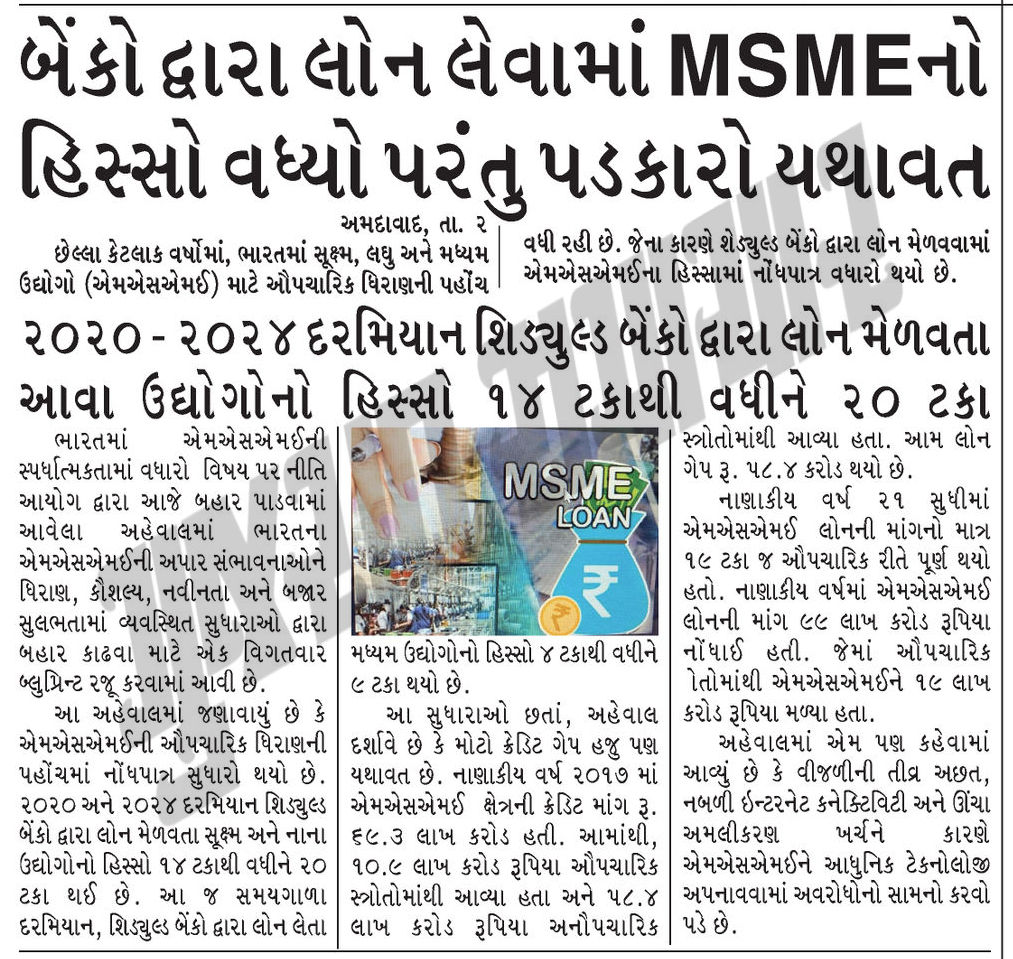 બેંકો દ્વારા લોન લેવામાં MSMEનો
હિસ્સો વધ્યો પરંતુ પડકારો યથાવત
અમદાવાદ, તા. ૨
છેલ્લા કેટલાક વર્ષોમાં, ભારતમાં સૂક્ષ્મ, લઘુ અને મધ્યમ
ઉદ્યોગો (એમએસએમઈ) માટે ઔપચારિક ધિરાણની પહોંચ
વધી રહી છે. જેના કારણે શેડ્યુલ્ડ બેંકો દ્વારા લોન મેળવવામાં
એમએસએમઈના હિસ્સામાં નોંધપાત્ર વધારો થયો છે.
૨૦૨૦ - ૨૦૨૪ દરમિયાન શિડ્યુલ્ડ બેંકો દ્વારા લોન મેળવતા
આવા ઉદ્યોગોનો હિસ્સો ૧૪ ટકાથી વધીને ૨૦ ટકા
ભારતમાં એમએસએમઈની
સ્પર્ધાત્મકતામાં વધારો વિષય પર નીતિ
આયોગ દ્વારા આજે બહાર પાડવામાં
આવેલા અહેવાલમાં ભારતના
એમએસએમઈની અપાર સંભાવનાઓને
ધિરાણ, કૌશલ્ય, નવીનતા અને બજાર
સુલભતામાં વ્યવસ્થિત સુધારાઓ દ્વારા
બહાર કાઢવા માટે એક વિગતવાર
બ્લુપ્રિન્ટ રજૂ કરવામાં આવી છે.
આ અહેવાલમાં જણાવાયું છે કે
એમએસએમઈની ઔપચારિક ધિરાણની
પહોંચમાં નોંધપાત્ર સુધારો થયો છે.
૨૦૨૦ અને ૨૦૨૪ દરમિયાન શિડ્યુલ્ડ
બેંકો દ્વારા લોન મેળવતા સૂક્ષ્મ અને નાના
ઉદ્યોગોનો હિસ્સો ૧૪ ટકાથી વધીને ૨૦
ટકા થઈ છે. આ જ સમયગાળા
દરમિયાન, શિડ્યુલ્ડ બેંકો દ્વારા લોન લેતા
MSME
LOAN
મધ્યમ ઉદ્યોગોનો હિસ્સો ૪ ટકાથી વધીને
૯ ટકા થયો છે.
આ સુધારાઓ છતાં, અહેવાલ
દર્શાવે છે કે મોટો ક્રેડિટ ગેપ હજુ પણ
યથાવત છે. નાણાકીય વર્ષ ૨૦૧૭ માં
એમએસએમઈ ક્ષેત્રની ક્રેડિટ માંગ રૂ.
૬૯.૩ લાખ કરોડ હતી. આમાંથી,
૧૦.૯ લાખ કરોડ રૂપિયા ઔપચારિક
સ્ત્રોતોમાંથી આવ્યા હતા અને ૫૮.૪
લાખ કરોડ રૂપિયા અનૌપચારિક
સ્ત્રોતોમાંથી આવ્યા હતા. આમ લોન
ગેપ રૂ. ૫૮.૪ કરોડ થયો છે.
નાણાકીય વર્ષ ૨૧ સુધીમાં
એમએસએમઈ લોનની માંગનો માત્ર
૧૯ ટકા જ ઔપચારિક રીતે પૂર્ણ થયો
હતો. નાણાકીય વર્ષમાં એમએસએમઈ
લોનની માંગ ૯૯ લાખ કરોડ રૂપિયા
નોંધાઈ હતી. જેમાં ઔપચારિક
ોતોમાંથી એમએસએમઈને ૧૯ લાખ
કરોડ રૂપિયા મળ્યા હતા.
અહેવાલમાં એમ પણ કહેવામાં
આવ્યું છે કે વીજળીની તીવ્ર અછત,
નબળી ઇન્ટરનેટ કનેક્ટિવિટી અને ઊંચા
અમલીકરણ ખર્ચને કારણે
એમએસએમઈને આધુનિક ટેકનોલોજી
અપનાવવામાં અવરોધોનો સામનો કરવો
પડે છે.